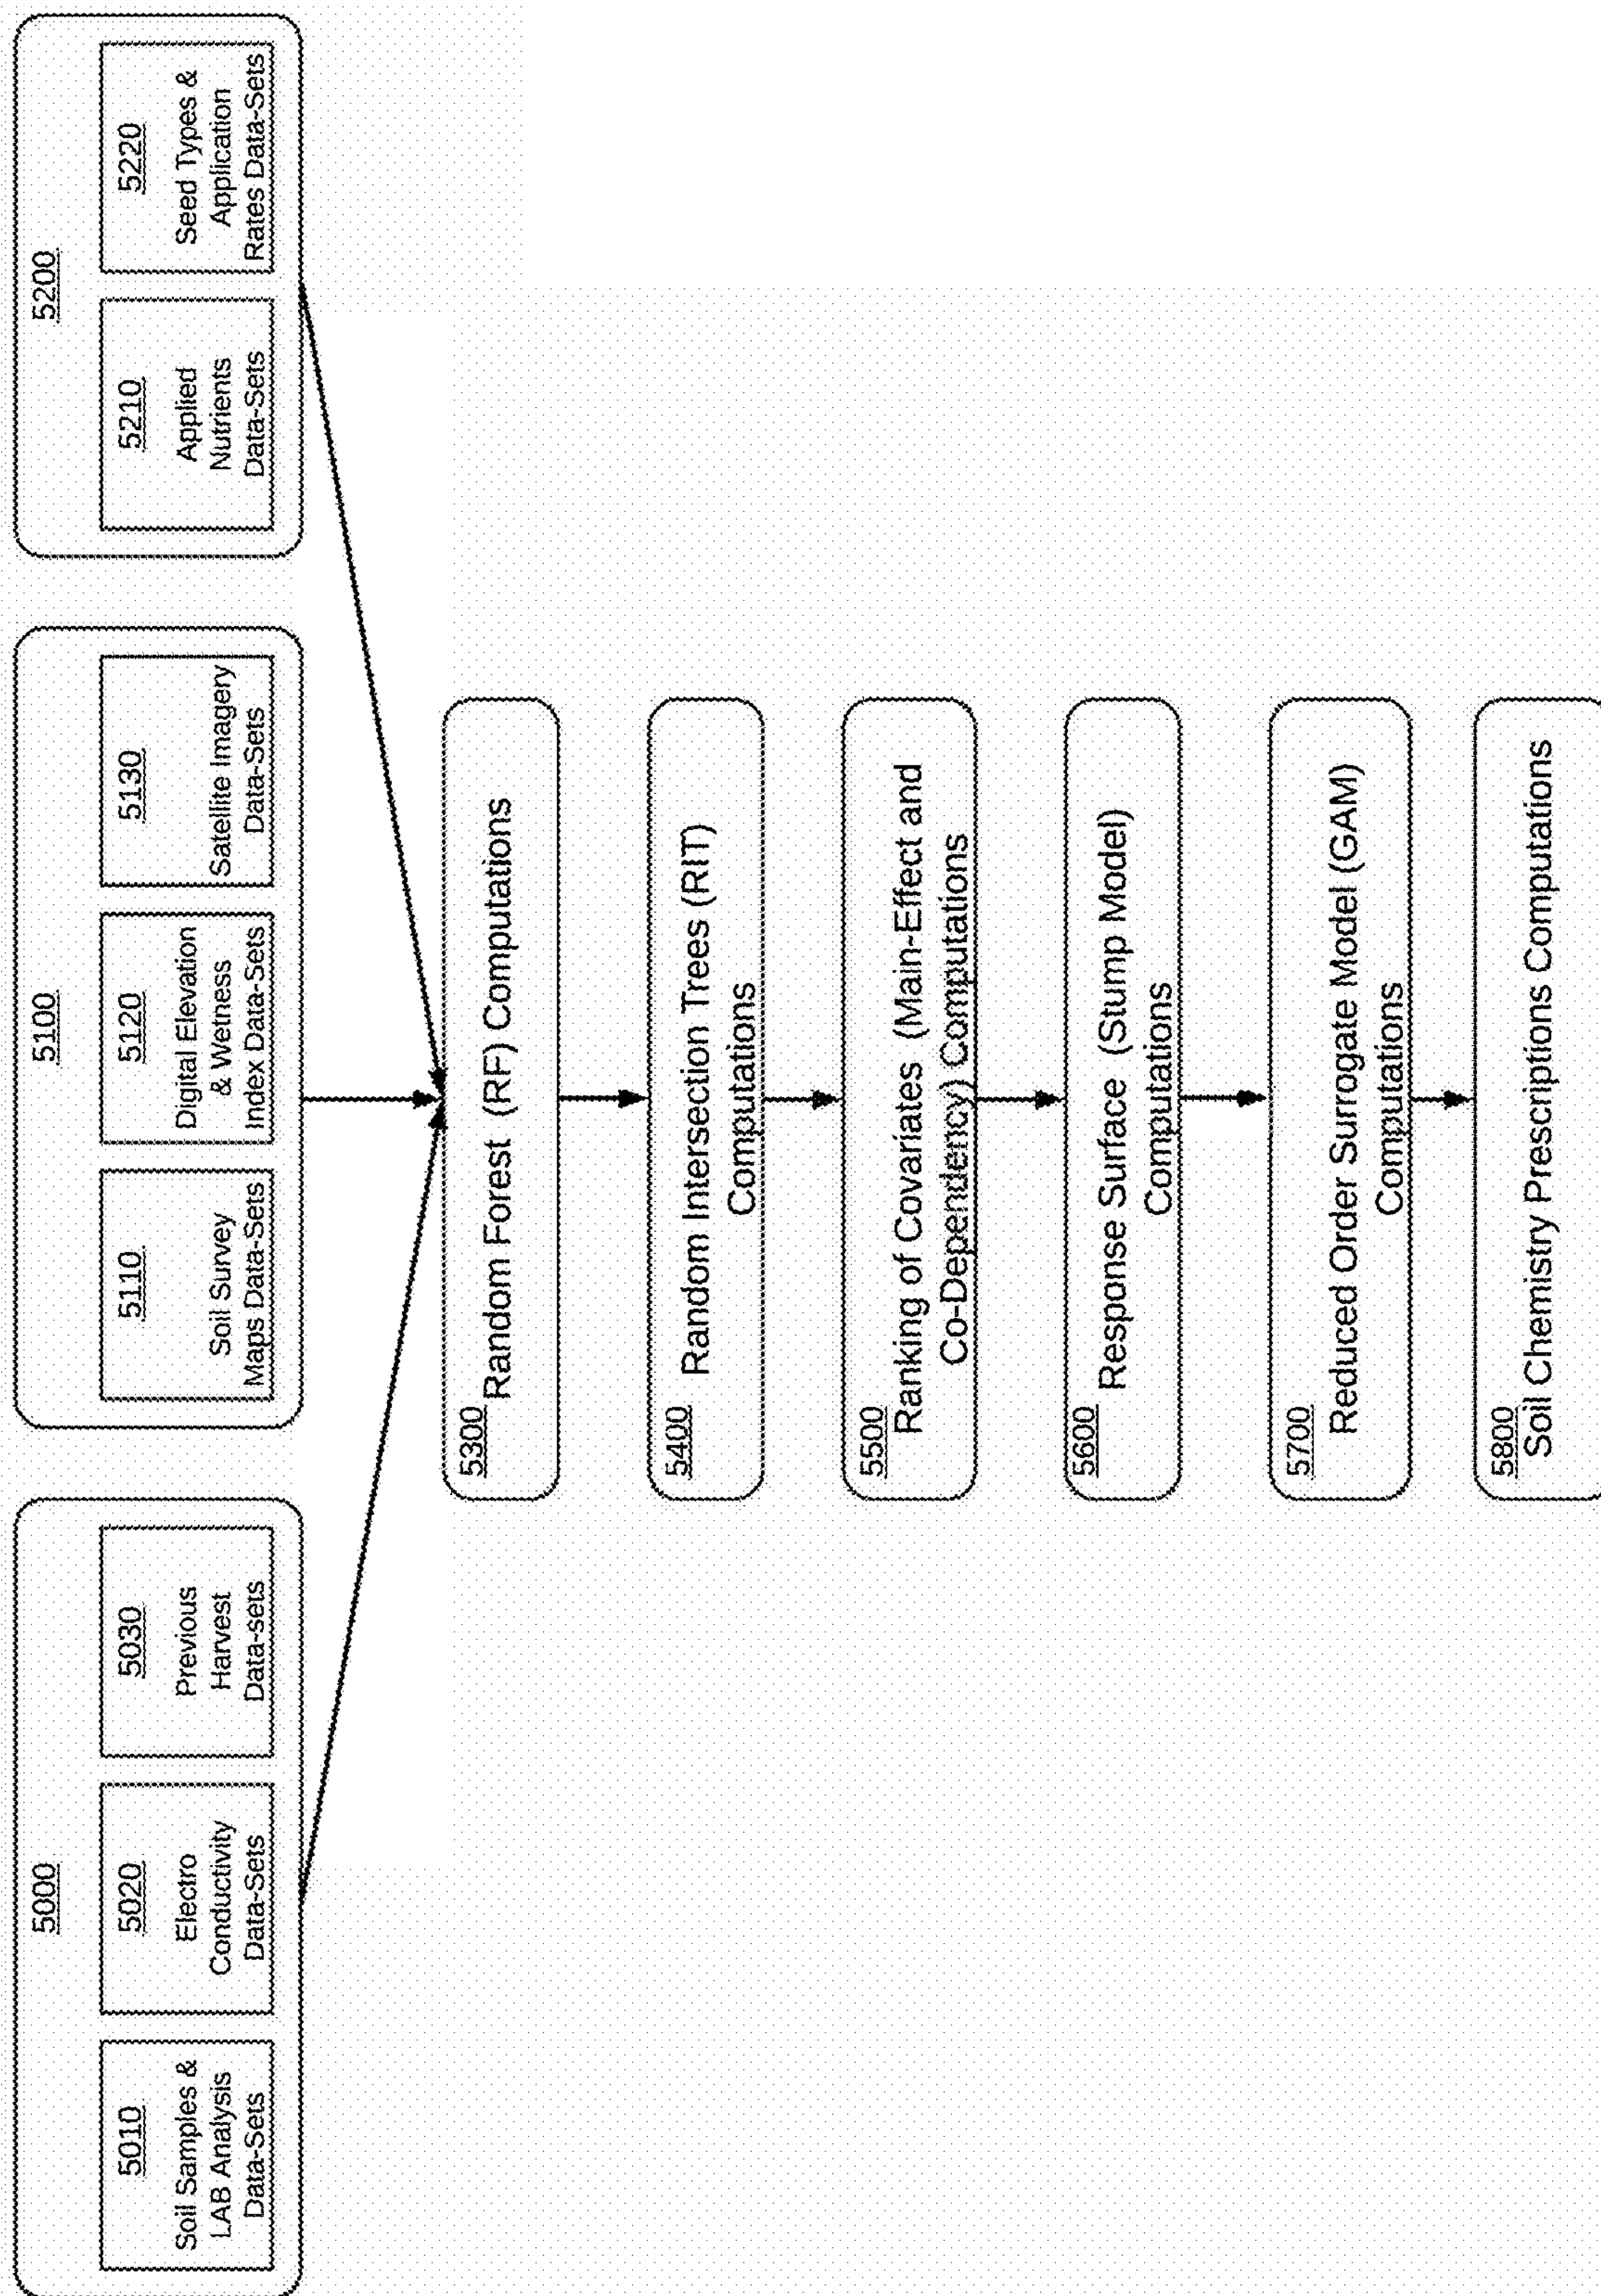 5000
5010
Soil Samples &
LAB Analysis
Data-Sets
5020
Electro
Conductivity
Data-Sets
5030
Previous
Harvest
Data-sets
5100
5110
Soil Survey
Maps Data-Sets
5120
Digital Elevation
& Wetness
Index Data-Sets
5130
Satellite Imagery
Data-Sets
5200
5210
Applied
Nutrients
Data-Sets
5220
Seed Types &
Application
Rates Data-Sets
5300
Random Forest (RF) Computations
5400
Random Intersection Trees (RIT)
Computations
5500
Ranking of Covariates (Main-Effect and
Co-Dependency) Computations
5600
Response Surface (Stump Model)
Computations
5700
Reduced Order Surrogate Model (GAM)
Computations
5800
Soil Chemistry Prescriptions Computations